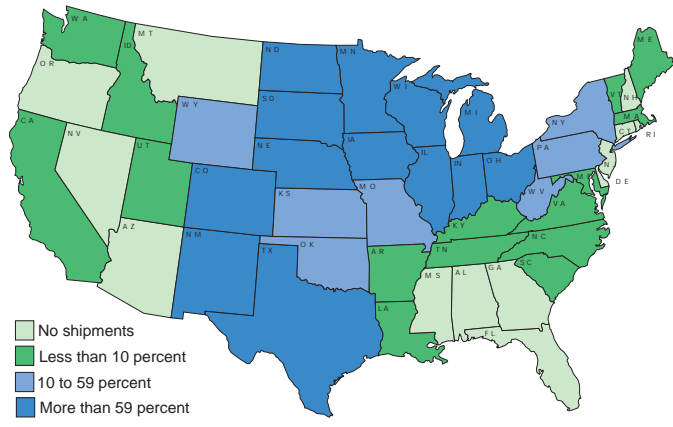 WA
MT
ME
ND
MN
ID
OR
VT
NH
WI
SD
MI
NY
MA
WY
CT
RI
CA
NV
IA
NE
PA
N
UT
IL
IN
OH
DE
CO
MD
WV
KS
MO
VA
KY
NC
TN
OK
AZ
NM
TX
AR
SC
MS
AL
GA
LA
FL
No shipments
Less than 10 percent
10 to 59 percent
More than 59 percent